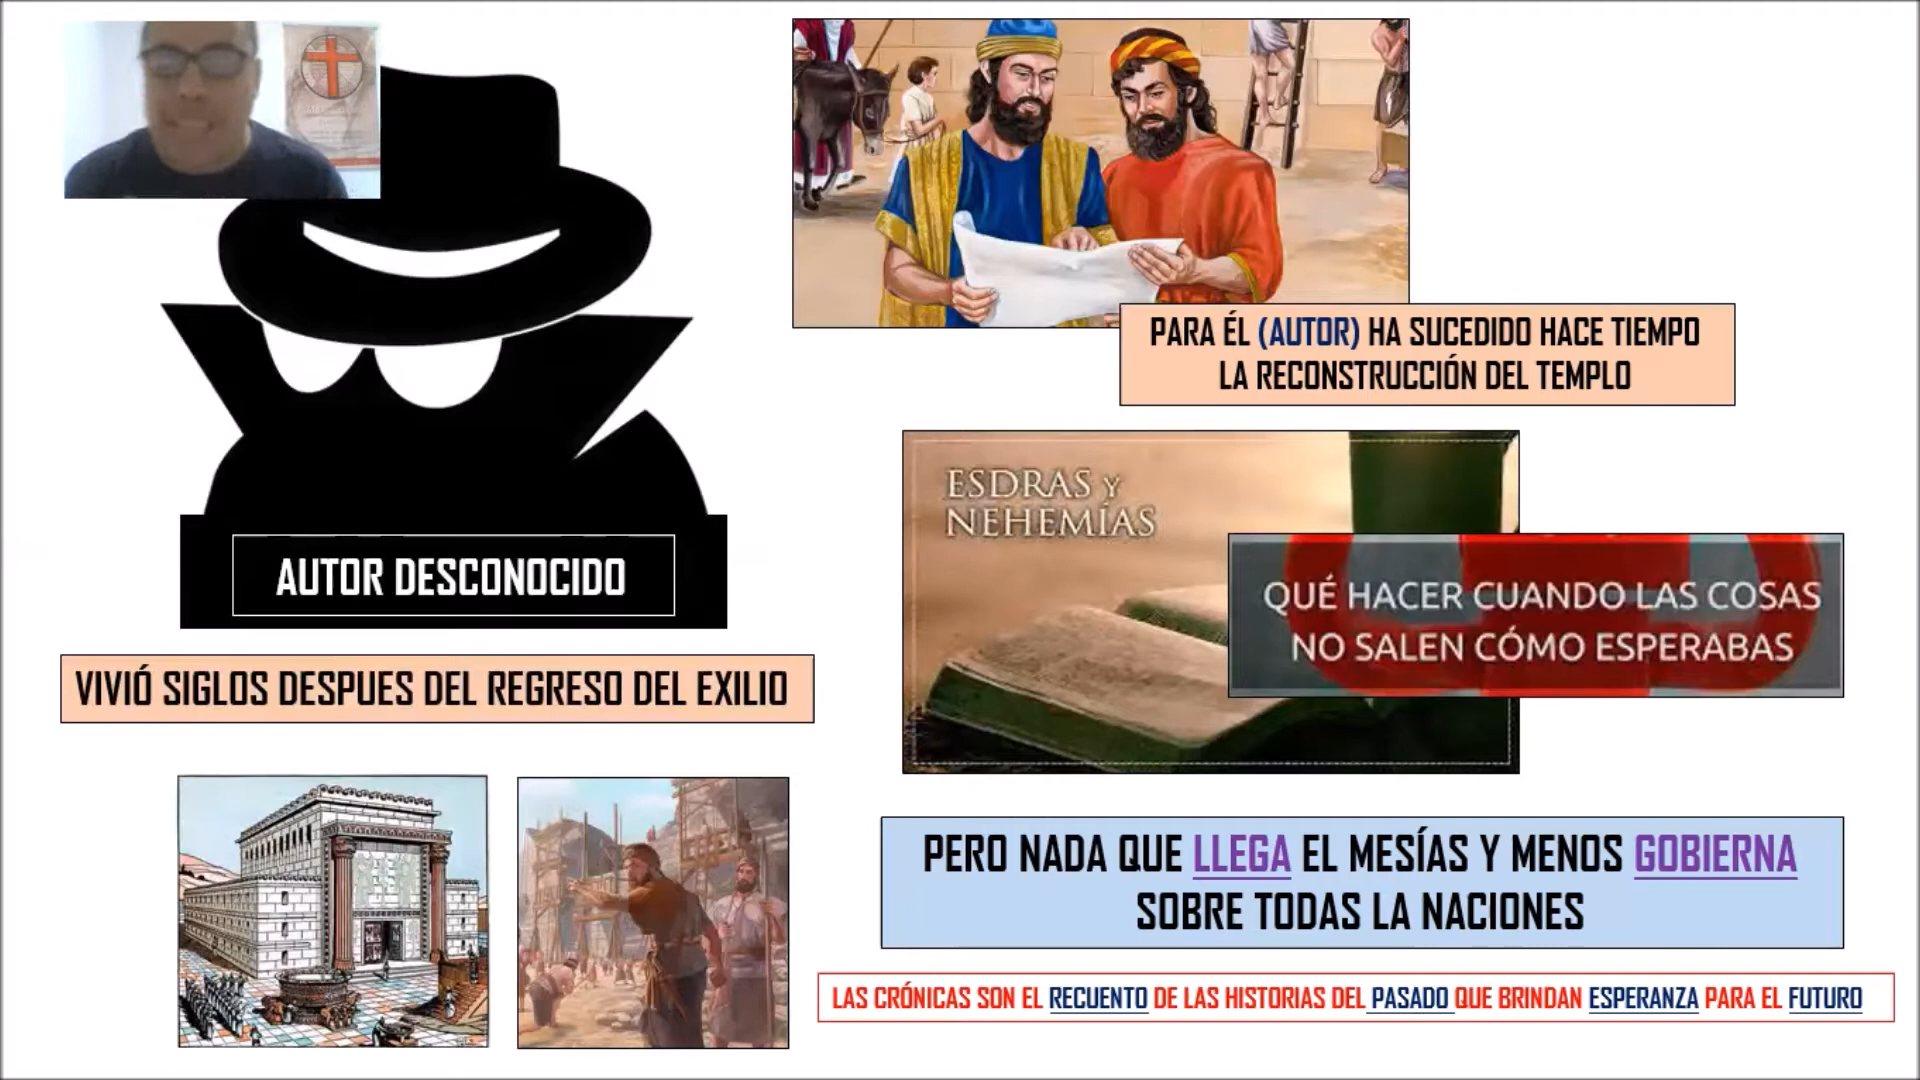 AUTOR DESCONOCIDO
VIVIÓ SIGLOS DESPUES DEL REGRESO DEL EXILIO
PARA ÉL (AUTOR) HA SUCEDIDO HACE TIEMPO
LA RECONSTRUCCIÓN DEL TEMPLO
ESDRAS Y
NEHEMÍAS
QUÉ HACER CUANDO LAS COSAS
NO SALEN CÓMO ESPERABAS
PERO NADA QUE LLEGA EL MESÍAS Y MENOS GOBIERNA
SOBRE TODAS LA NACIONES
LAS CRÓNICAS SON EL RECUENTO DE LAS HISTORIAS DEL PASADO QUE BRINDAN ESPERANZA PARA EL FUTURO